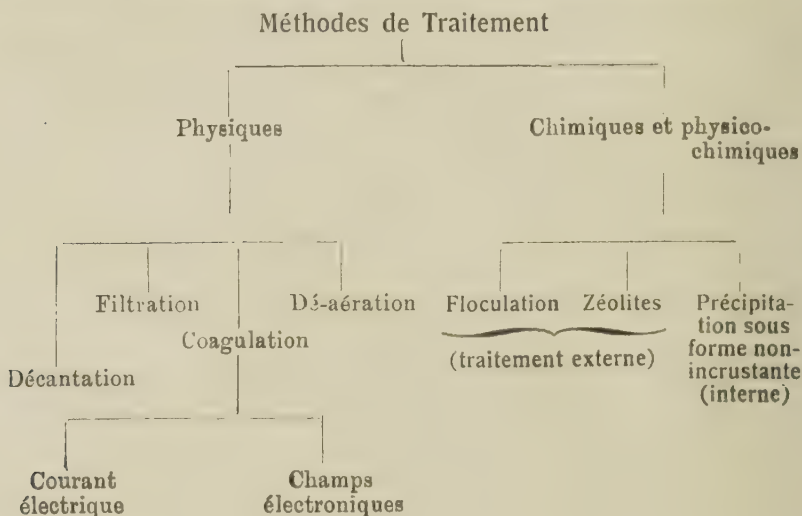 Méthodes de Traitement
Physiques
Chimiques et physico-
chimiques
Filtration
Dé-aération
Floculation
Zéolites
Précipita-
tion sous
forme non-
incrustante
(interne)
Coagulation
(traitement externe)
Décantation
Courant
électrique
Champs
électroniques